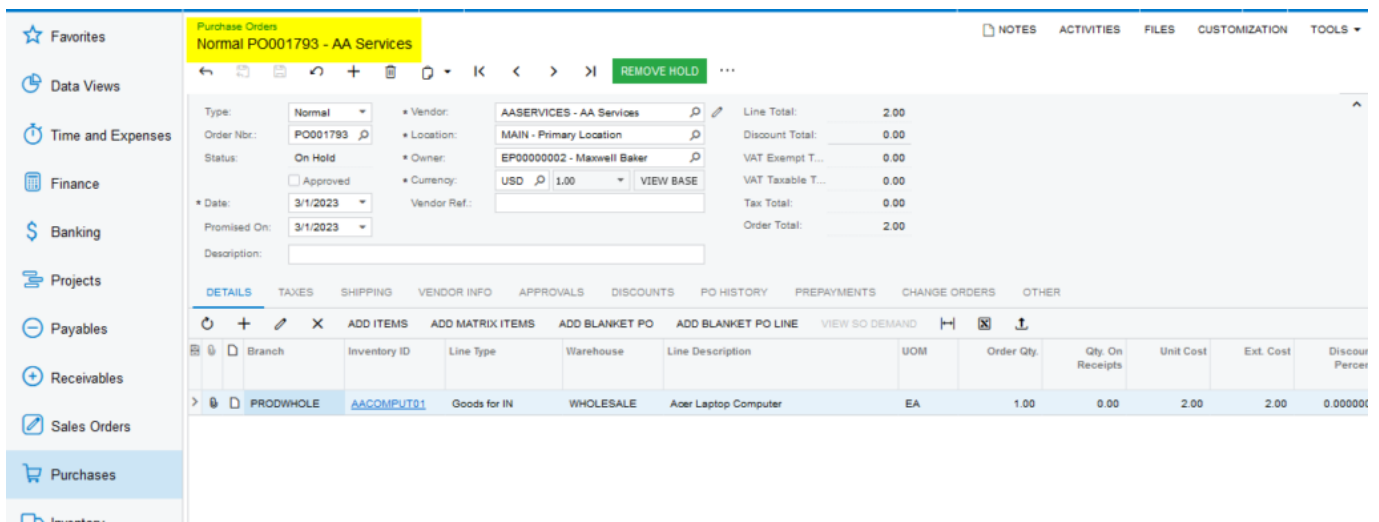 Favorites
Data Views
Time and Expenses
Finance
Banking
Projects
Payables
Receivables
Sales Orders
Purchases
Inventory
Purchase Orders
Normal PO001793 - AA Services
NOTES ACTIVITIES FILES CUSTOMIZATION TOOLS
REMOVE HOLD ...
Type: Normal * Vendor: AASERVICES - AA Services Line Total: 2.00
Order Nbr.: PO001793 * Location: MAIN - Primary Location Discount Total: 0.00
Status: On Hold * Owner: EP00000002 - Maxwell Baker VAT Exempt T... 0.00
Approved * Currency: USD 1.00 VIEW BASE VAT Taxable T... 0.00
* Date: 3/1/2023 Vendor Ref.: Tax Total: 0.00
Promised On: 3/1/2023 Order Total: 2.00
Description:
DETAILS TAXES SHIPPING VENDOR INFO APPROVALS DISCOUNTS PO HISTORY PREPAYMENTS CHANGE ORDERS OTHER
ADD ITEMS ADD MATRIX ITEMS ADD BLANKET PO ADD BLANKET PO LINE VIEW SO DEMAND
Branch Inventory ID Line Type Warehouse Line Description UOM Order Qty. Qty. On Receipts Unit Cost Ext. Cost Discoun Percen
PRODWHOLE AACOMPUT01 Goods for IN WHOLESALE Acer Laptop Computer EA 1.00 0.00 2.00 2.00 0.000000